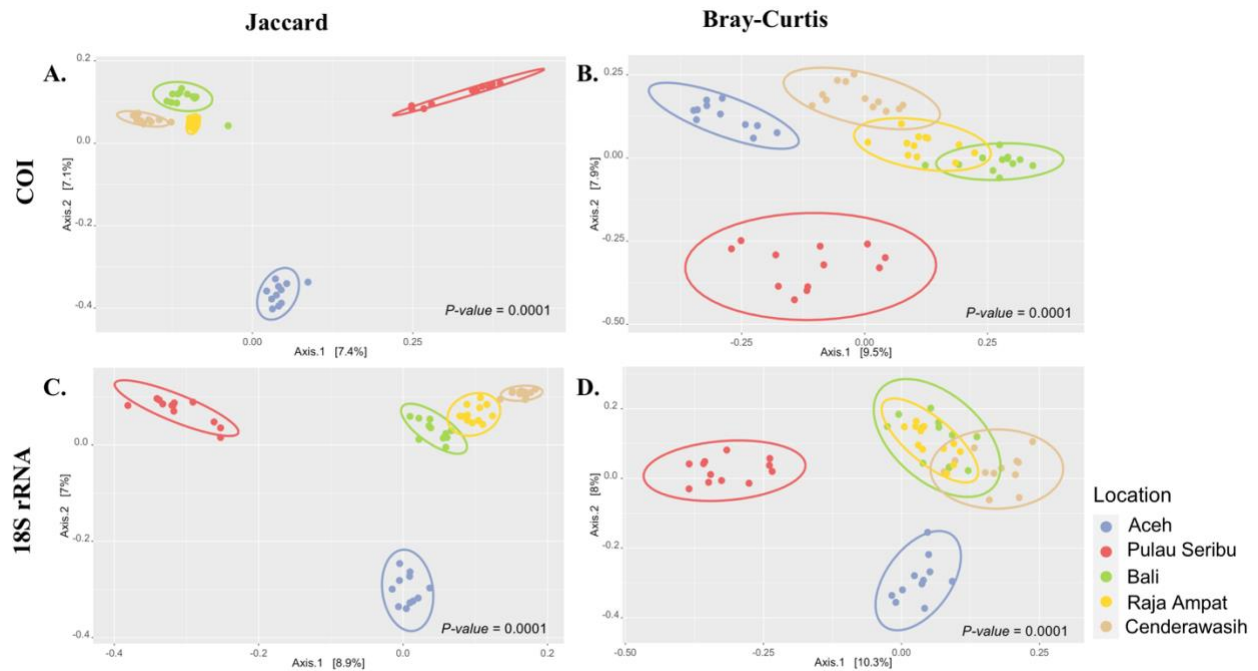 Jaccard
Bray-Curtis
COI
18S rRNA
A.
0.2
0.0
-0.2
-0.4
Axis.2 [7.1%]
0.00
0.25
Axis.1 [7.4%]
P-value = 0.0001
B.
0.25
0.00
-0.25
-0.50
Axis.2 [7.9%]
-0.25
0.00
0.25
Axis.1 [9.5%]
P-value = 0.0001
C.
0.0
-0.2
-0.4
Axis.2 [7%]
-0.4
-0.2
0.0
0.2
Axis.1 [8.9%]
P-value = 0.0001
D.
0.2
0.0
-0.2
-0.4
Axis.2 [8%]
-0.50
-0.25
0.00
0.25
Axis.1 [10.3%]
P-value = 0.0001
Location
Aceh
Pulau Seribu
Bali
Raja Ampat
Cenderawasih